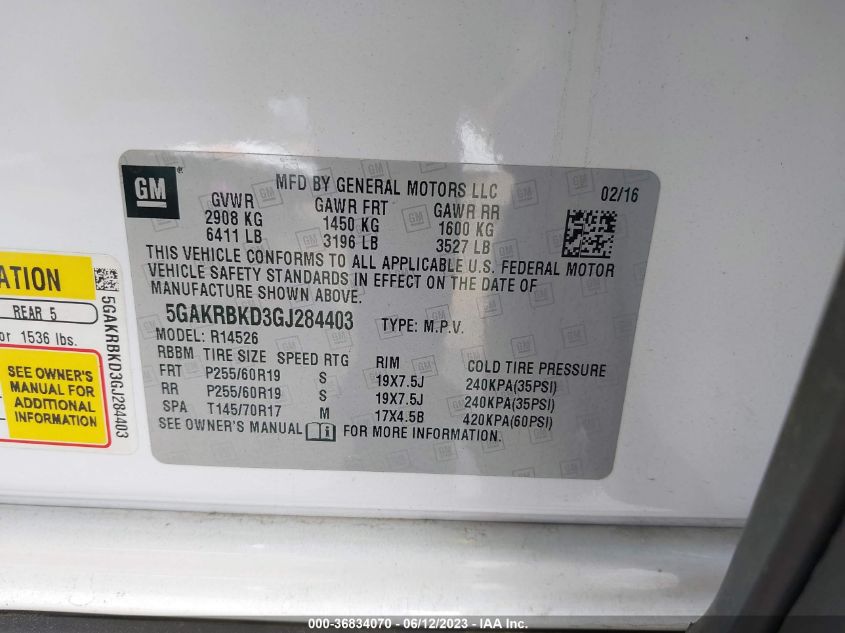 GM ®
MFD BY GENERAL MOTORS LLC 02/16
GVWR GAWR FRT GAWR RR
2908 KG 1450 KG 1600 KG
6411 LB 3196 LB 3527 LB
THIS VEHICLE CONFORMS TO ALL APPLICABLE U.S. FEDERAL MOTOR
VEHICLE SAFETY STANDARDS IN EFFECT ON THE DATE OF
MANUFACTURE SHOWN ABOVE.
5GAKRBKD3GJ284403 TYPE: M.P.V.
MODEL: R14526
RBBM TIRE SIZE SPEED RTG RIM COLD TIRE PRESSURE
FRT P255/60R19 S 19X7.5J 240KPA(35PSI)
RR P255/60R19 S 19X7.5J 240KPA(35PSI)
SPA T145/70R17 M 17X4.5B 420KPA(60PSI)
SEE OWNER'S MANUAL i FOR MORE INFORMATION.
REAR 5
1536 lbs.
SEE OWNER'S
MANUAL FOR
ADDITIONAL
INFORMATION
5GAKRBKD3GJ284403
000-36834070 - 06/12/2023 - IAA Inc.